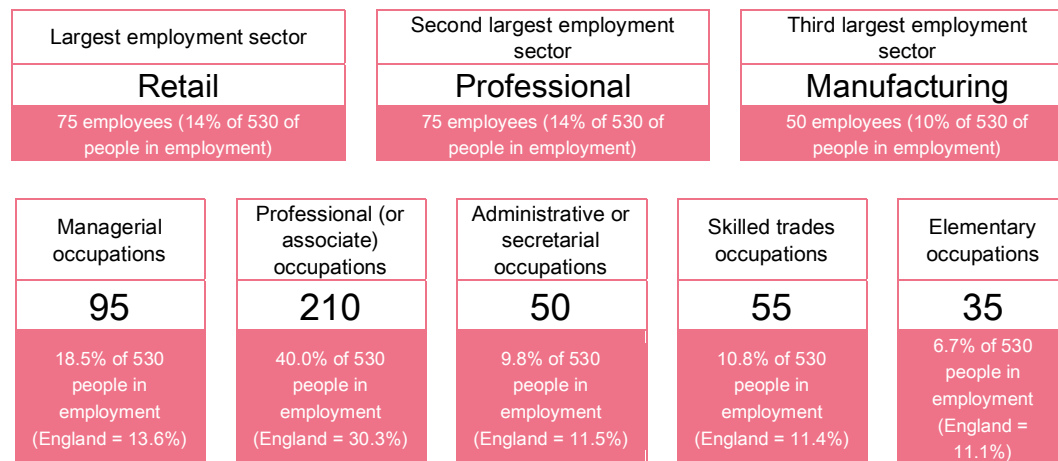 Largest employment sector
Retail
75 employees (14% of 530 of
people in employment)
Second largest employment
sector
Professional
75 employees (14% of 530 of
people in employment)
Third largest employment
sector
Manufacturing
50 employees (10% of 530 of
people in employment)
Managerial
occupations
95
18.5% of 530
people in
employment
(England = 13.6%)
Professional (or
associate)
occupations
210
40.0% of 530
people in
employment
(England = 30.3%)
Administrative or
secretarial
occupations
50
9.8% of 530
people in
employment
(England = 11.5%)
Skilled trades
occupations
55
10.8% of 530
people in
employment
(England = 11.4%)
Elementary
occupations
35
6.7% of 530
people in
employment
(England =
11.1%)